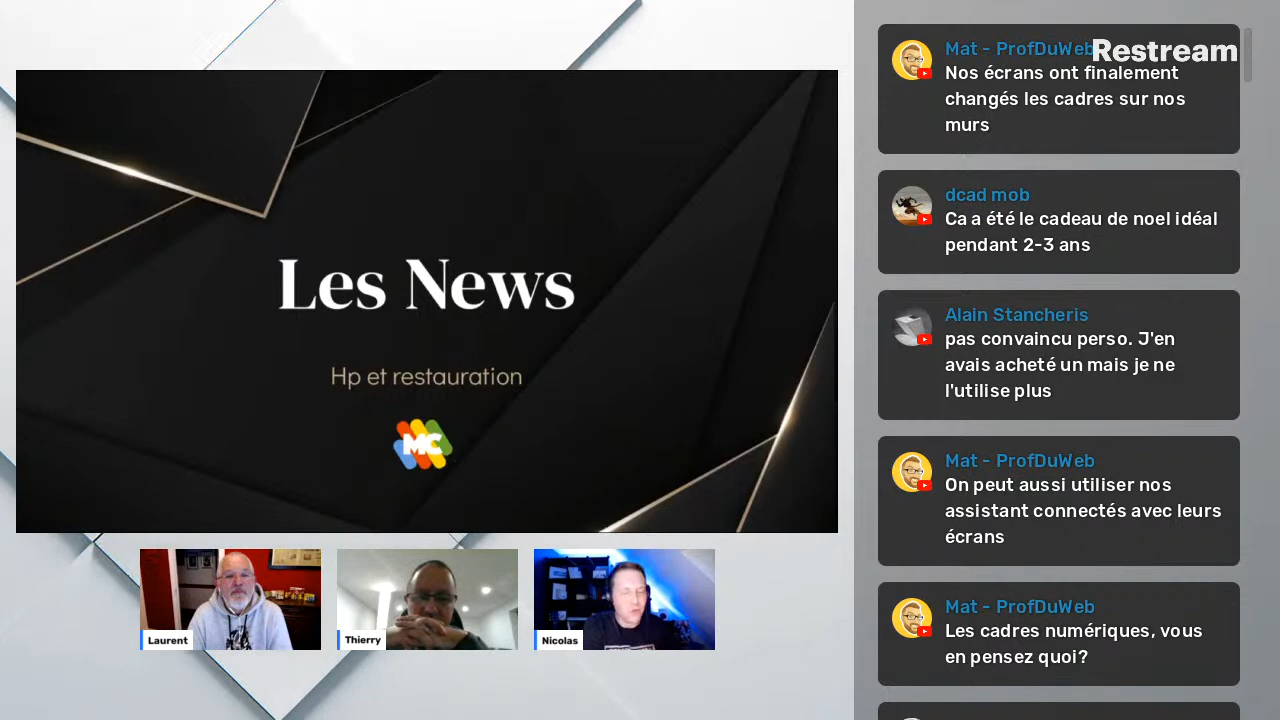 Les News
Hp et restauration
MC
Laurent
Thierry
Nicolas
Restream
Mat - ProfDuWeb
Nos écrans ont finalement
changés les cadres sur nos
murs
dcad mob
Ca a été le cadeau de noel idéal
pendant 2-3 ans
Alain Stancheris
pas convaincu perso. J'en
avais acheté un mais je ne
l'utilise plus
Mat - ProfDuWeb
On peut aussi utiliser nos
assistant connectés avec leurs
écrans
Mat - ProfDuWeb
Les cadres numériques, vous
en pensez quoi?